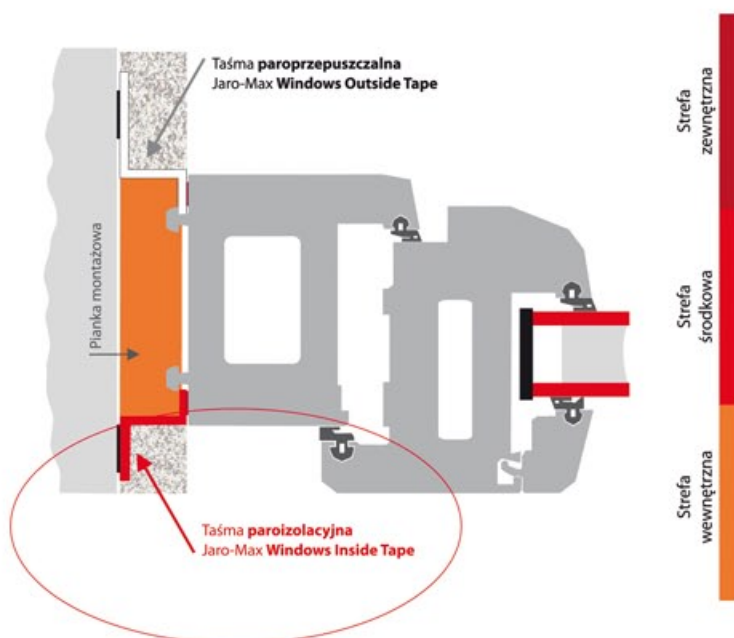 Taśma paroprzepuszczalna
Jaro-Max Windows Outside Tape
Strefa
zewnętrzna
Pianka montażowa
Strefa
środkowa
Taśma paroizolacyjna
Jaro-Max Windows Inside Tape
Strefa
wewnętrzna